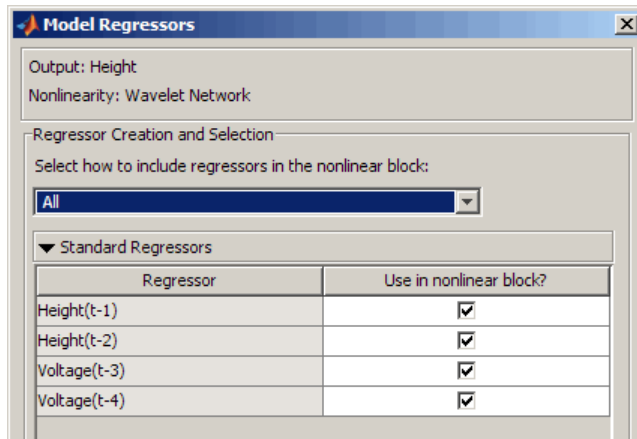 Model Regressors
Output: Height
Nonlinearity: Wavelet Network
Regressor Creation and Selection
Select how to include regressors in the nonlinear block:
All
Standard Regressors
Regressor Use in nonlinear block?
Height(t-1)
Height(t-2)
Voltage(t-3)
Voltage(t-4)